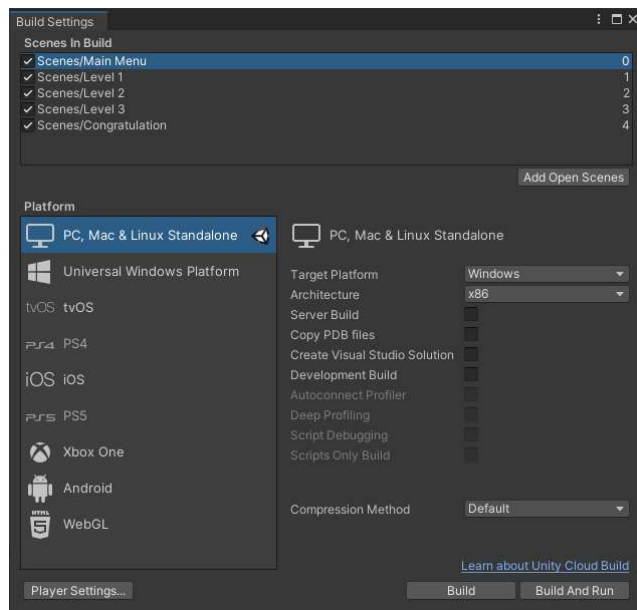 Build Settings
Scenes In Build
Scenes/Main Menu 0
Scenes/Level 1 1
Scenes/Level 2 2
Scenes/Level 3 3
Scenes/Congratulation 4
Add Open Scenes
Platform
PC, Mac & Linux Standalone
Universal Windows Platform
tvOS tvOS
PS4 PS4
iOS iOS
PS5 PS5
Xbox One
Android
HTML 5 WebGL
PC, Mac & Linux Standalone
Target Platform Windows
Architecture x86
Server Build
Copy PDB files
Create Visual Studio Solution
Development Build
Autoconnect Profiler
Deep Profiling
Script Debugging
Scripts Only Build
Compression Method Default
Learn about Unity Cloud Build
Player Settings... Build Build And Run